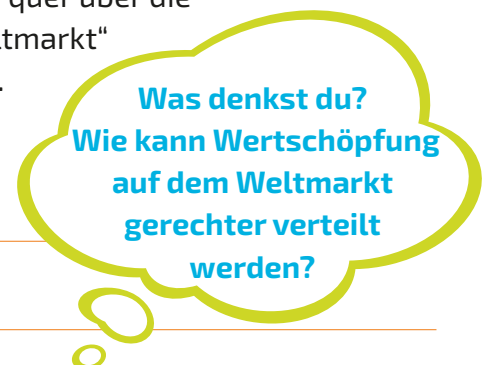 quer über die
ltmarkt“
.
Was denkst du?
Wie kann Wertschöpfung
auf dem Weltmarkt
gerechter verteilt
werden?